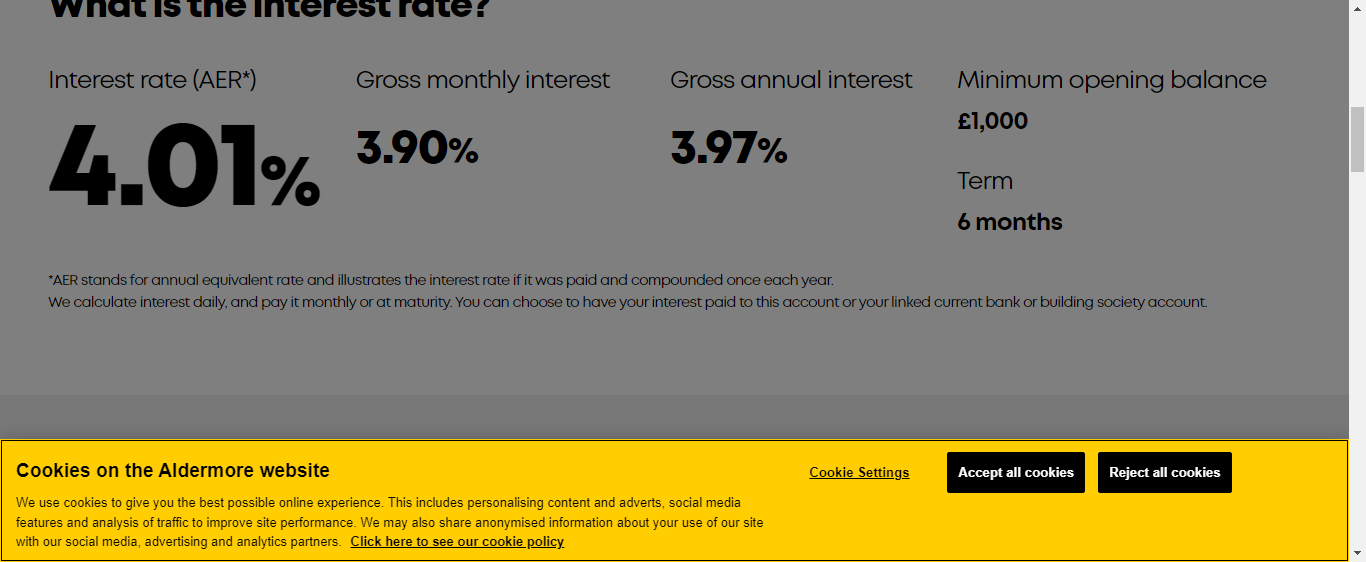 What is the interest rate?
Interest rate (AER*)
4.01%
Gross monthly interest
3.90%
Gross annual interest
3.97%
Minimum opening balance
£1,000
Term
6 months
*AER stands for annual equivalent rate and illustrates the interest rate if it was paid and compounded once each year.
We calculate interest daily, and pay it monthly or at maturity. You can choose to have your interest paid to this account or your linked current bank or building society account.
Cookies on the Aldermore website
We use cookies to give you the best possible online experience. This includes personalising content and adverts, social media
features and analysis of traffic to improve site performance. We may also share anonymised information about your use of our site
with our social media, advertising and analytics partners. Click here to see our cookie policy
Cookie Settings
Accept all cookies
Reject all cookies